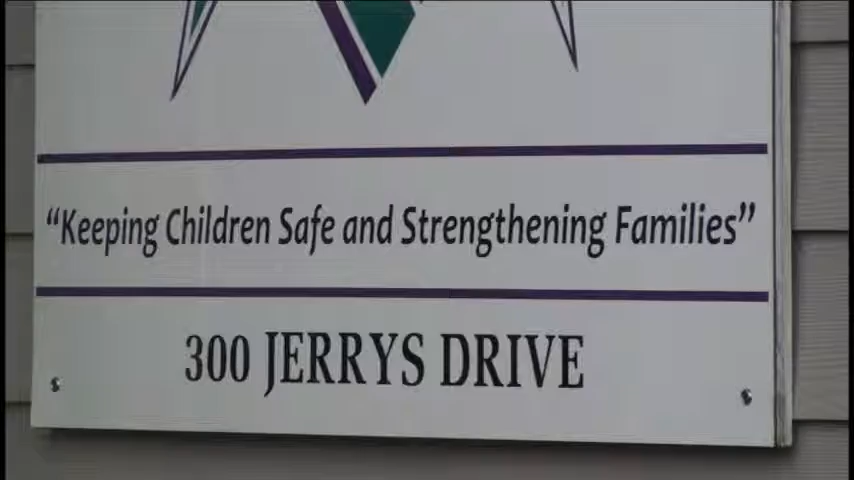 “Keeping Children Safe and Strengthening Families”
300 JERRYS DRIVE